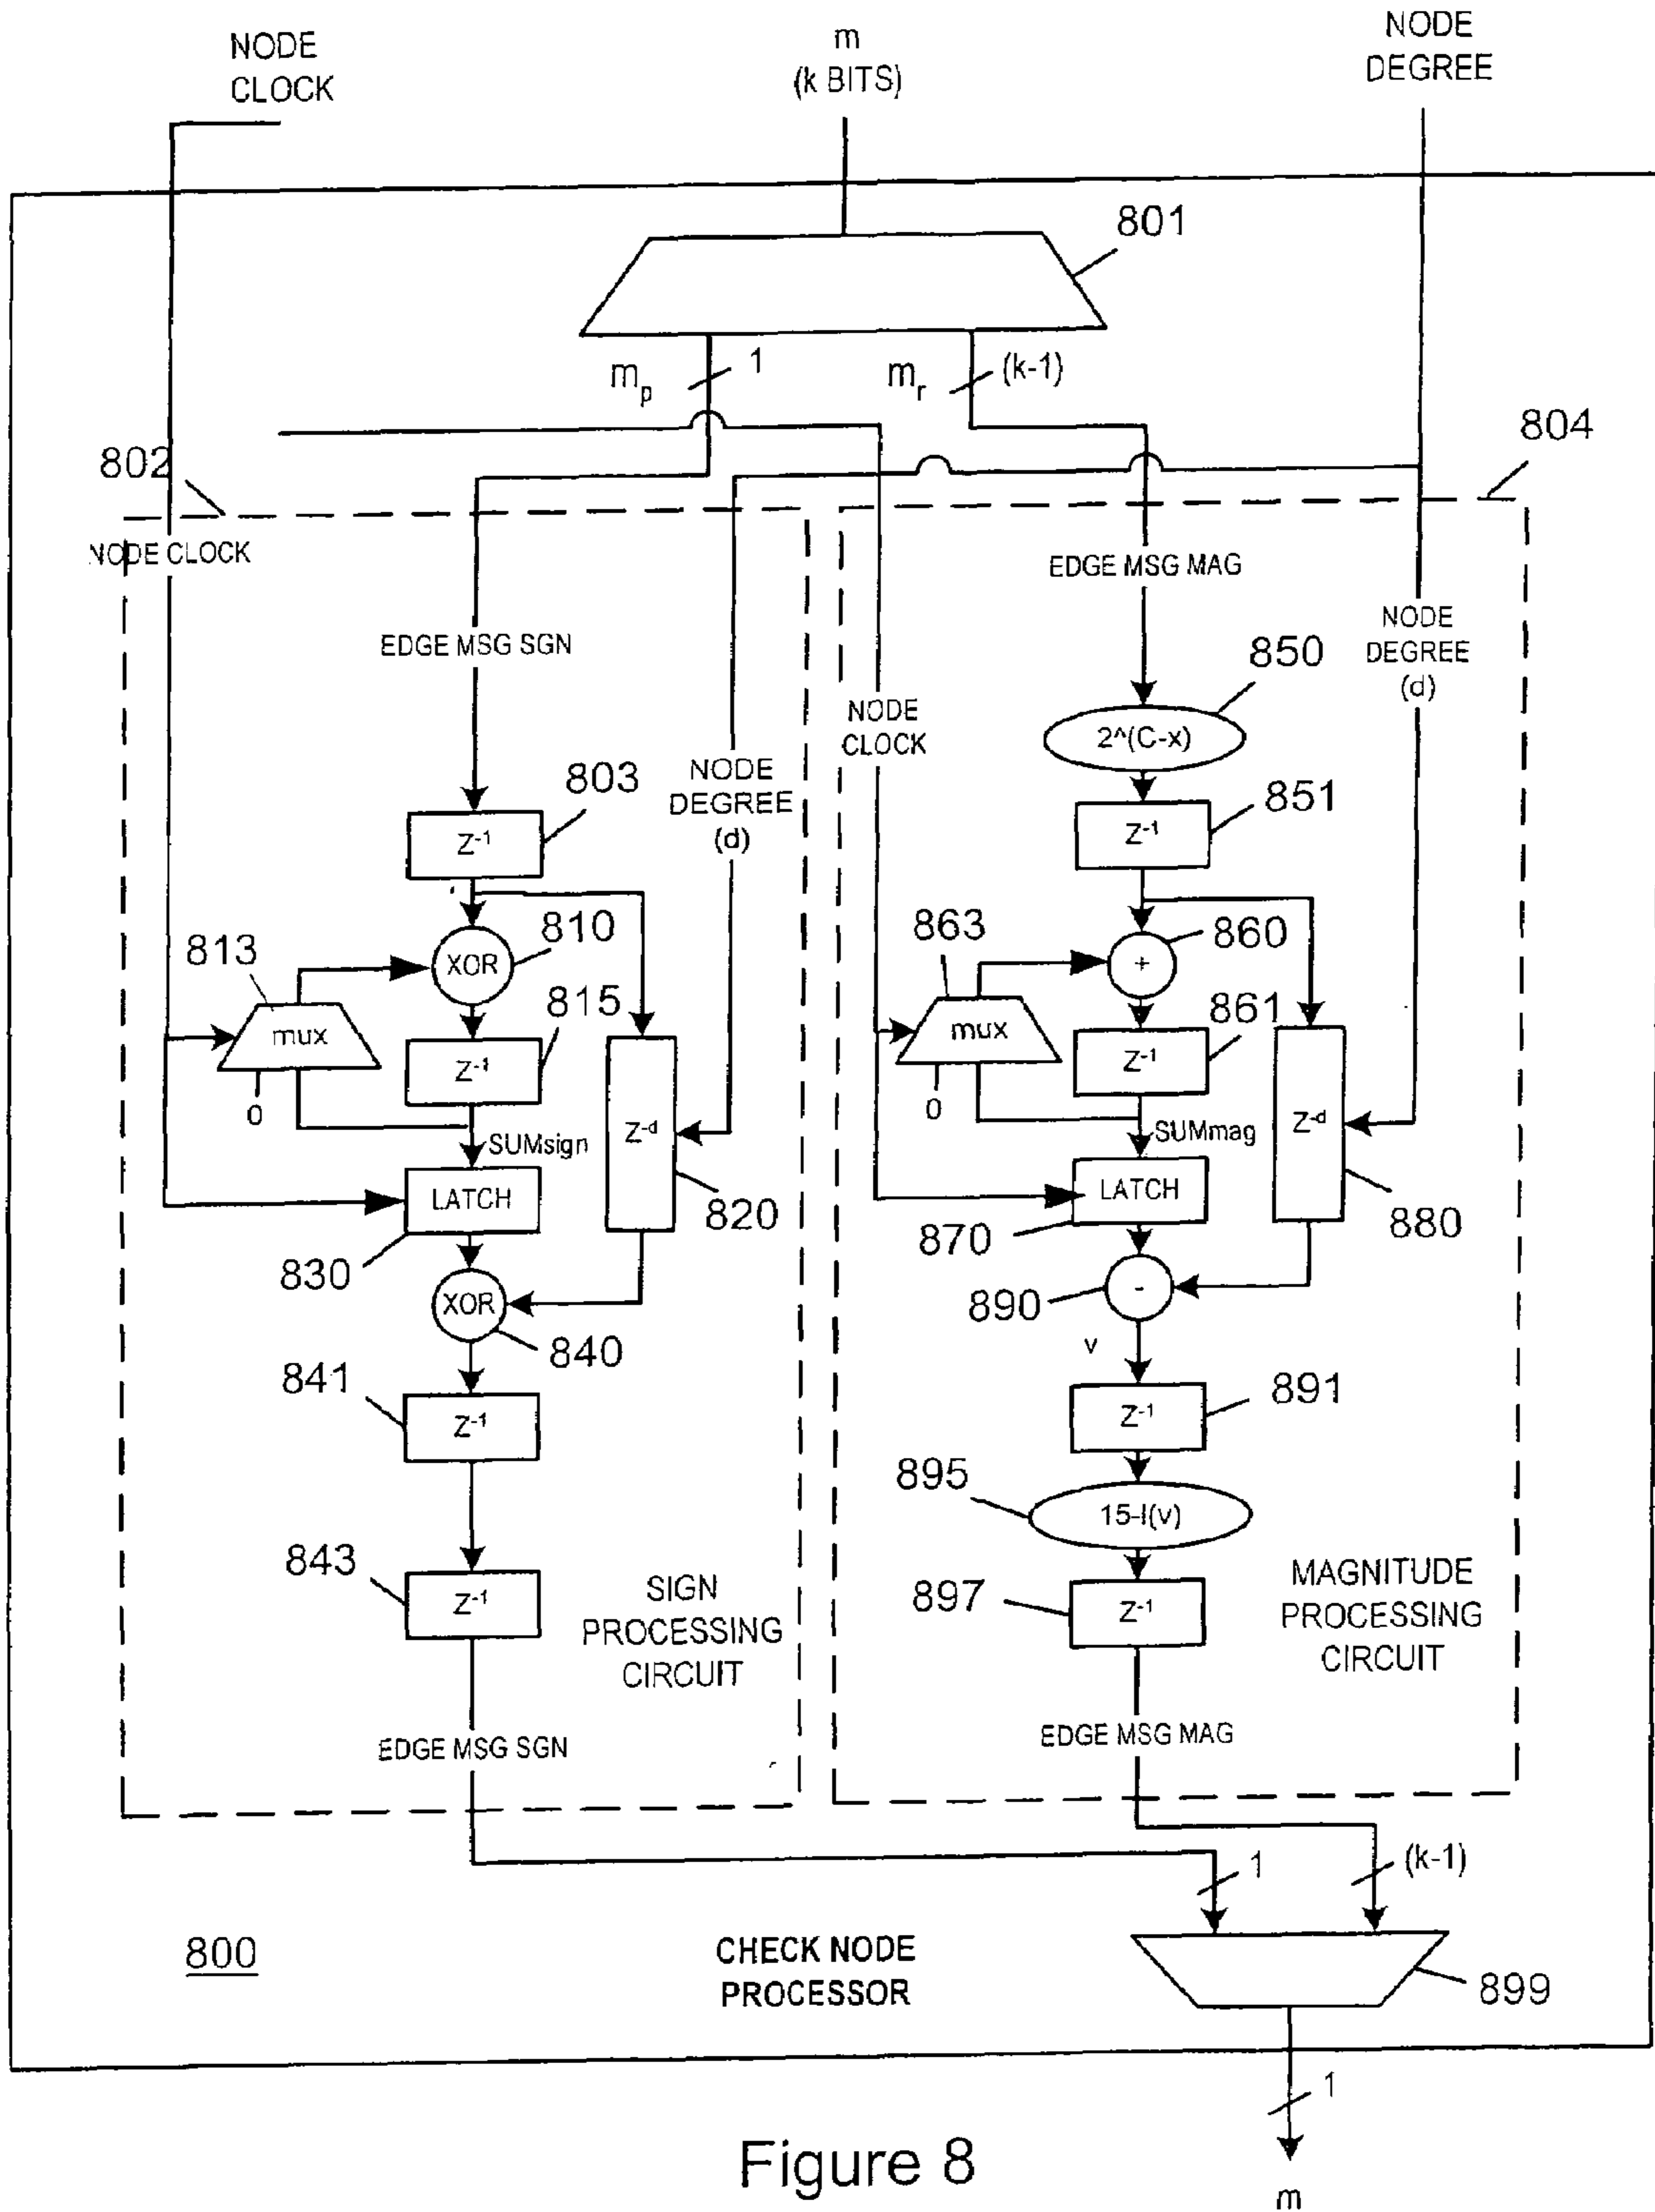 NODE
CLOCK
m
(k BITS)
NODE
DEGREE
801
m_p
1
m_r
(k-1)
802
804
NODE CLOCK
EDGE MSG MAG
EDGE MSG SGN
NODE
DEGREE
(d)
850
NODE
CLOCK
2^(C-x)
803
NODE
DEGREE
(d)
851
Z⁻¹
Z⁻¹
813
810
863
860
XOR
+
815
861
mux
Z⁻¹
mux
Z⁻¹
0
0
Z⁻ᵈ
Z⁻ᵈ
SUMsign
SUMmag
LATCH
LATCH
820
880
830
870
XOR
-
840
890
v
841
891
Z⁻¹
Z⁻¹
895
15-I(v)
843
897
Z⁻¹
Z⁻¹
SIGN
PROCESSING
CIRCUIT
MAGNITUDE
PROCESSING
CIRCUIT
EDGE MSG SGN
EDGE MSG MAG
1
(k-1)
800
CHECK NODE
PROCESSOR
899
1
Figure 8
m